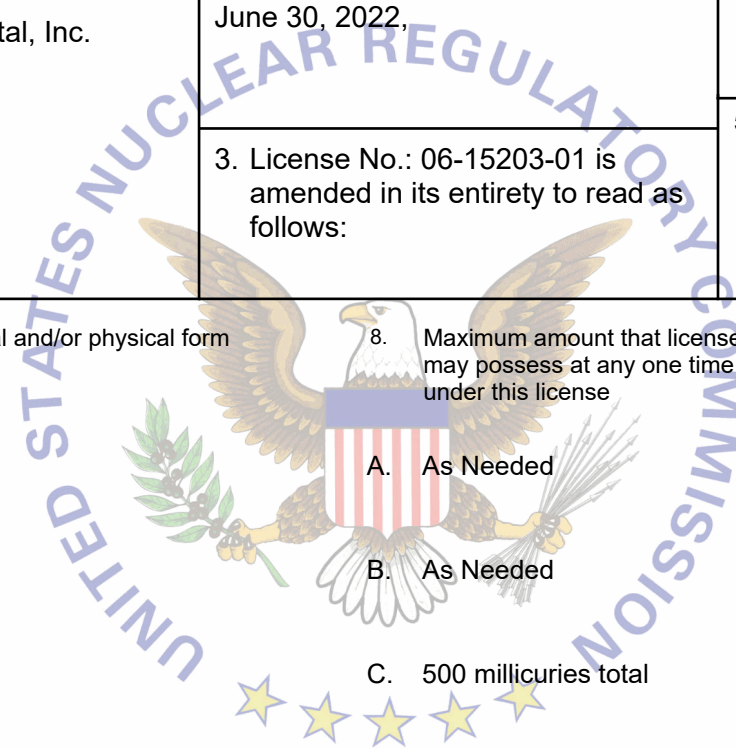 tal, Inc.
June 30, 2022,
3. License No.: 06-15203-01 is
amended in its entirety to read as
follows:
l and/or physical form
8. Maximum amount that license
may possess at any one time
under this license
A. As Needed
B. As Needed
C. 500 millicuries total
UNITED STATES NUCLEAR REGULATORY COMMISSION